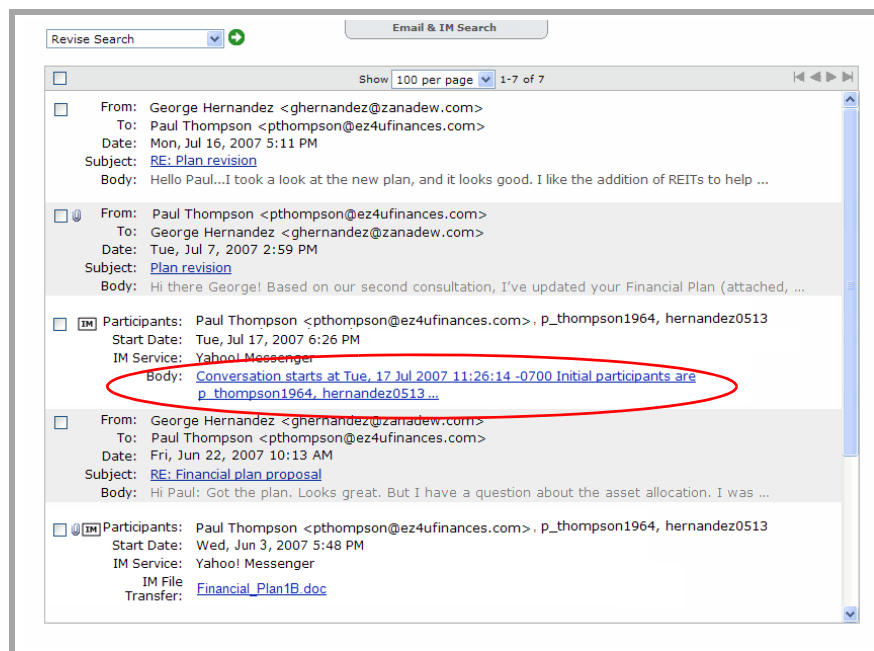 Email & IM Search
Revise Search
Show 100 per page 1-7 of 7
From: George Hernandez <ghernandez@zanadew.com>
To: Paul Thompson <pthompson@ez4ufinances.com>
Date: Mon, Jul 16, 2007 5:11 PM
Subject: RE: Plan revision
Body: Hello Paul...I took a look at the new plan, and it looks good. I like the addition of REITs to help ...
From: Paul Thompson <pthompson@ez4ufinances.com>
To: George Hernandez <ghernandez@zanadew.com>
Date: Tue, Jul 7, 2007 2:59 PM
Subject: Plan revision
Body: Hi there George! Based on our second consultation, I've updated your Financial Plan (attached, ...
IM Participants: Paul Thompson <pthompson@ez4ufinances.com>, p_thompson1964, hernandez0513
Start Date: Tue, Jul 17, 2007 6:26 PM
IM Service: Yahoo! Messenger
Body: Conversation starts at Tue, 17 Jul 2007 11:26:14 -0700 Initial participants are
p_thompson1964, hernandez0513 ...
From: George Hernandez <ghernandez@zanadew.com>
To: Paul Thompson <pthompson@ez4ufinances.com>
Date: Fri, Jun 22, 2007 10:13 AM
Subject: RE: Financial plan proposal
Body: Hi Paul: Got the plan. Looks great. But I have a question about the asset allocation. I was ...
IM Participants: Paul Thompson <pthompson@ez4ufinances.com>, p_thompson1964, hernandez0513
Start Date: Wed, Jun 3, 2007 5:48 PM
IM Service: Yahoo! Messenger
IM File
Transfer: Financial_Plan1B.doc